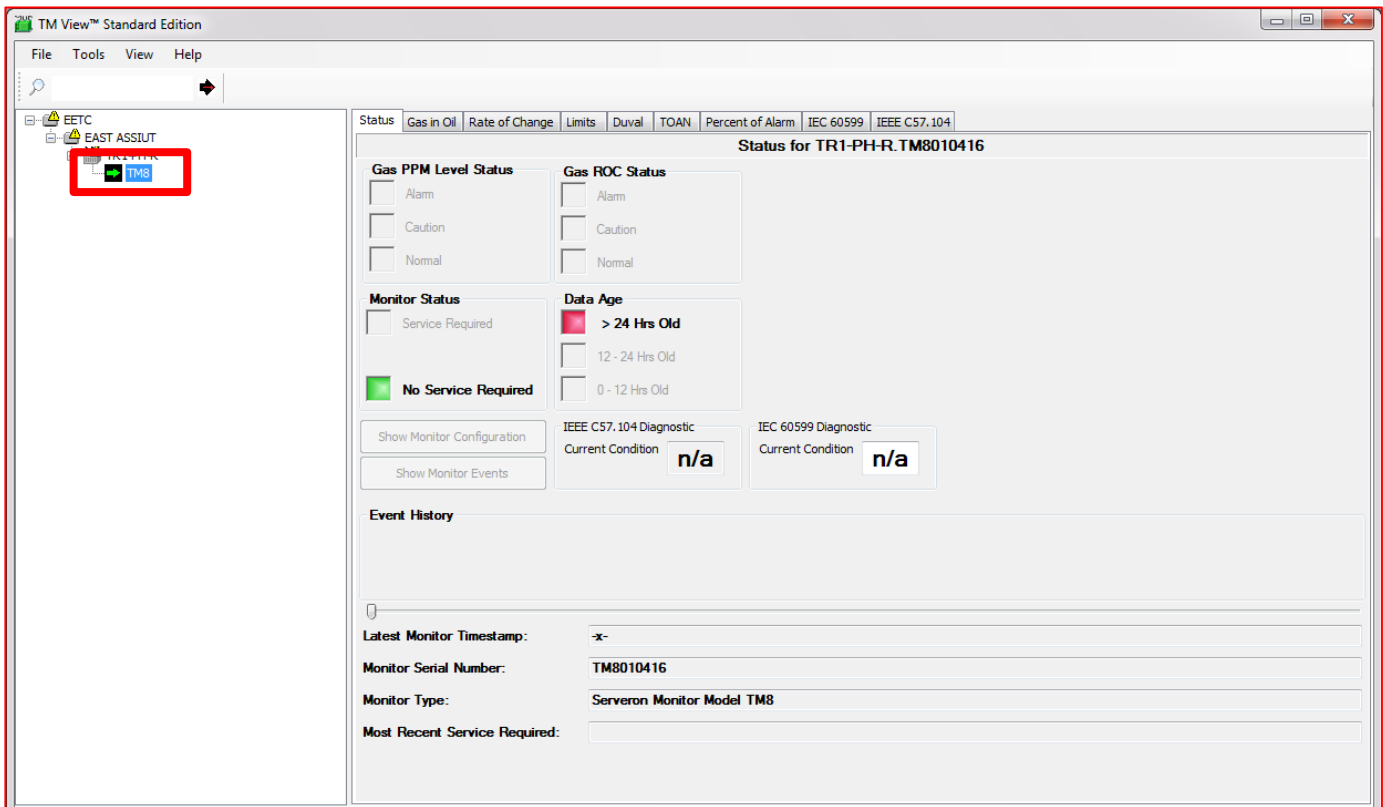 TM View™ Standard Edition
File Tools View Help
EETC
EAST ASSIUT
TM8
Status Gas in Oil Rate of Change Limits Duval TOAN Percent of Alarm IEC 60599 IEEE C57.104
Status for TR1-PH-R.TM8010416
Gas PPM Level Status Gas ROC Status
Alarm Alarm
Caution Caution
Normal Normal
Monitor Status Data Age
Service Required > 24 Hrs Old
12 - 24 Hrs Old
No Service Required 0 - 12 Hrs Old
Show Monitor Configuration IEEE C57.104 Diagnostic IEC 60599 Diagnostic
Current Condition n/a Current Condition n/a
Show Monitor Events
Event History
Latest Monitor Timestamp: -x-
Monitor Serial Number: TM8010416
Monitor Type: Serveron Monitor Model TM8
Most Recent Service Required: